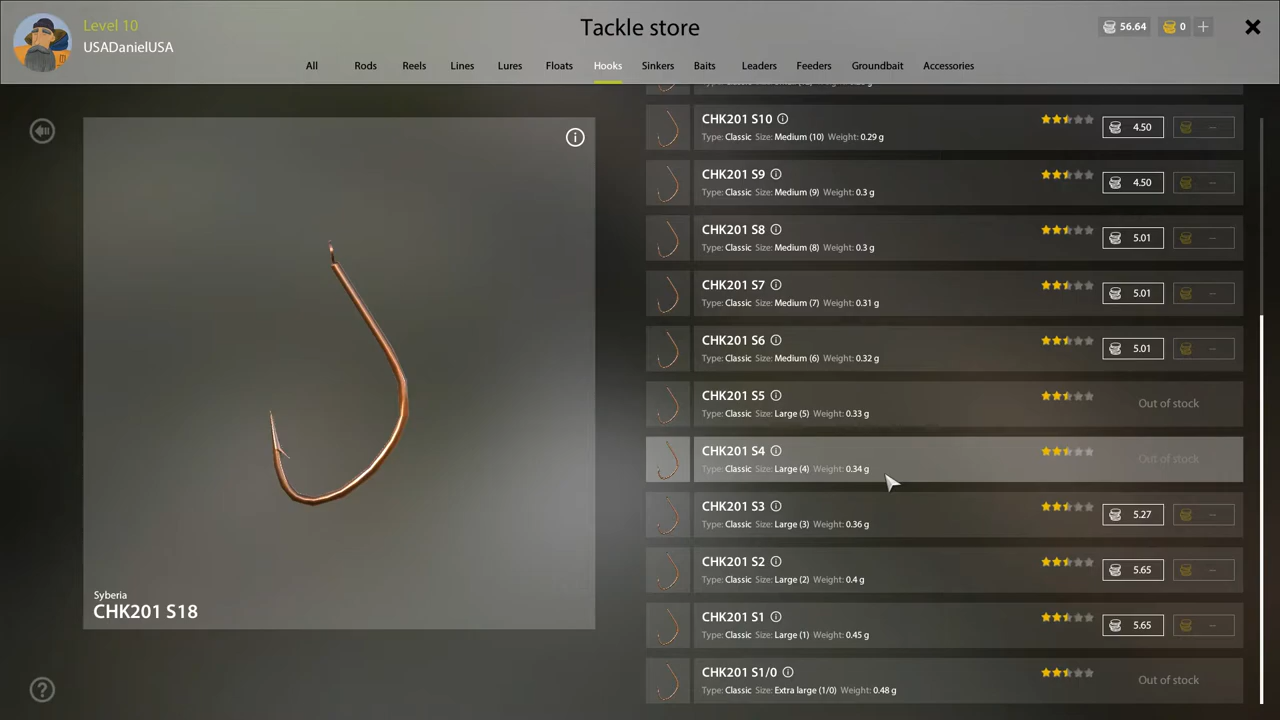 Level 10
USADanielUSA
Tackle store
56.64
0
All
Rods
Reels
Lines
Lures
Floats
Hooks
Sinkers
Baits
Leaders
Feeders
Groundbait
Accessories
CHK201 S10
Type: Classic Size: Medium (10) Weight: 0.29 g
4.50
--
CHK201 S9
Type: Classic Size: Medium (9) Weight: 0.3 g
4.50
--
CHK201 S8
Type: Classic Size: Medium (8) Weight: 0.3 g
5.01
--
CHK201 S7
Type: Classic Size: Medium (7) Weight: 0.31 g
5.01
--
CHK201 S6
Type: Classic Size: Medium (6) Weight: 0.32 g
5.01
--
CHK201 S5
Type: Classic Size: Large (5) Weight: 0.33 g
Out of stock
CHK201 S4
Type: Classic Size: Large (4) Weight: 0.34 g
Out of stock
CHK201 S3
Type: Classic Size: Large (3) Weight: 0.36 g
5.27
--
CHK201 S2
Type: Classic Size: Large (2) Weight: 0.4 g
5.65
--
CHK201 S1
Type: Classic Size: Large (1) Weight: 0.45 g
5.65
--
CHK201 S1/0
Type: Classic Size: Extra large (1/0) Weight: 0.48 g
Out of stock
Syberia
CHK201 S18